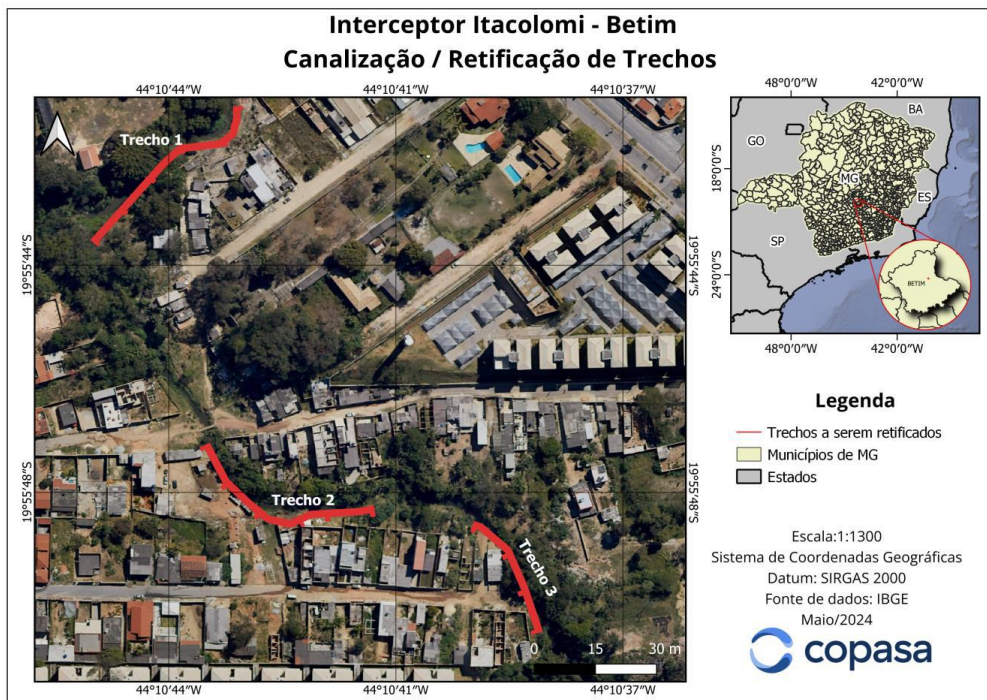 Interceptor Itacolomi - Betim
Canalização / Retificação de Trechos
44°10'44"W 44°10'41"W 44°10'37"W
48°0'0"W 42°0'0"W
Trecho 1
BA
GO
18°0'0"S
MG
ES
19°55'44"S
19°55'44"S
SP
24°0'0"S
BETIM
48°0'0"W 42°0'0"W
Legenda
Trechos a serem retificados
Municípios de MG
Estados
19°55'48"S
Trecho 2
19°55'48"S
Trecho 3
Escala:1:1300
Sistema de Coordenadas Geográficas
Datum: SIRGAS 2000
Fonte de dados: IBGE
Maio/2024
0 15 30 m
copasa
44°10'44"W 44°10'41"W 44°10'37"W